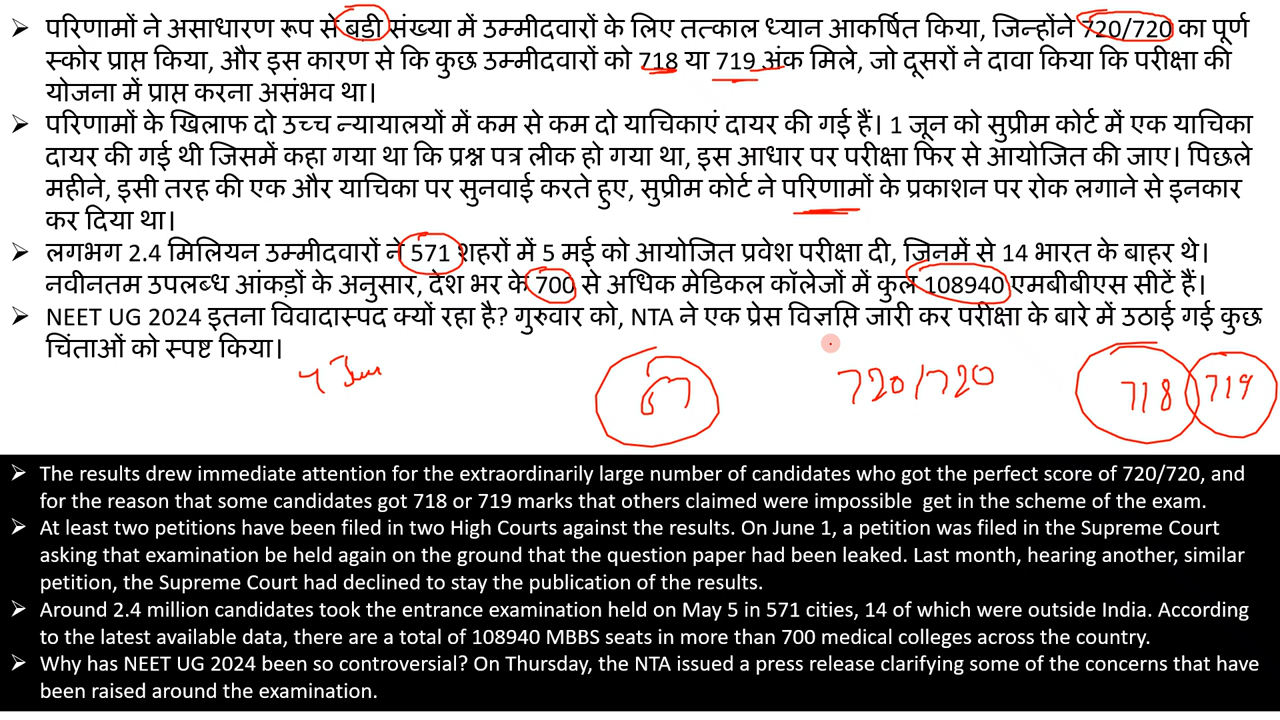 ➢ परिणामों ने असाधारण रूप से बड़ी संख्या में उम्मीदवारों के लिए तत्काल ध्यान आकर्षित किया, जिन्होंने 720/720 का पूर्ण
स्कोर प्राप्त किया, और इस कारण से कि कुछ उम्मीदवारों को 718 या 719 अंक मिले, जो दूसरों ने दावा किया कि परीक्षा की
योजना में प्राप्त करना असंभव था।
➢ परिणामों के खिलाफ दो उच्च न्यायालयों में कम से कम दो याचिकाएं दायर की गई हैं। 1 जून को सुप्रीम कोर्ट में एक याचिका
दायर की गई थी जिसमें कहा गया था कि प्रश्न पत्र लीक हो गया था, इस आधार पर परीक्षा फिर से आयोजित की जाए। पिछले
महीने, इसी तरह की एक और याचिका पर सुनवाई करते हुए, सुप्रीम कोर्ट ने परिणामों के प्रकाशन पर रोक लगाने से इनकार
कर दिया था।
➢ लगभग 2.4 मिलियन उम्मीदवारों ने 571 शहरों में 5 मई को आयोजित प्रवेश परीक्षा दी, जिनमें से 14 भारत के बाहर थे।
नवीनतम उपलब्ध आंकड़ों के अनुसार, देश भर के 700 से अधिक मेडिकल कॉलेजों में कुल 108940 एमबीबीएस सीटें हैं।
➢ NEET UG 2024 इतना विवादास्पद क्यों रहा है? गुरुवार को, NTA ने एक प्रेस विज्ञप्ति जारी कर परीक्षा के बारे में उठाई गई कुछ
चिंताओं को स्पष्ट किया।
4 June 67 720/720 718 719
➢ The results drew immediate attention for the extraordinarily large number of candidates who got the perfect score of 720/720, and
for the reason that some candidates got 718 or 719 marks that others claimed were impossible get in the scheme of the exam.
➢ At least two petitions have been filed in two High Courts against the results. On June 1, a petition was filed in the Supreme Court
asking that examination be held again on the ground that the question paper had been leaked. Last month, hearing another, similar
petition, the Supreme Court had declined to stay the publication of the results.
➢ Around 2.4 million candidates took the entrance examination held on May 5 in 571 cities, 14 of which were outside India. According
to the latest available data, there are a total of 108940 MBBS seats in more than 700 medical colleges across the country.
➢ Why has NEET UG 2024 been so controversial? On Thursday, the NTA issued a press release clarifying some of the concerns that have
been raised around the examination.